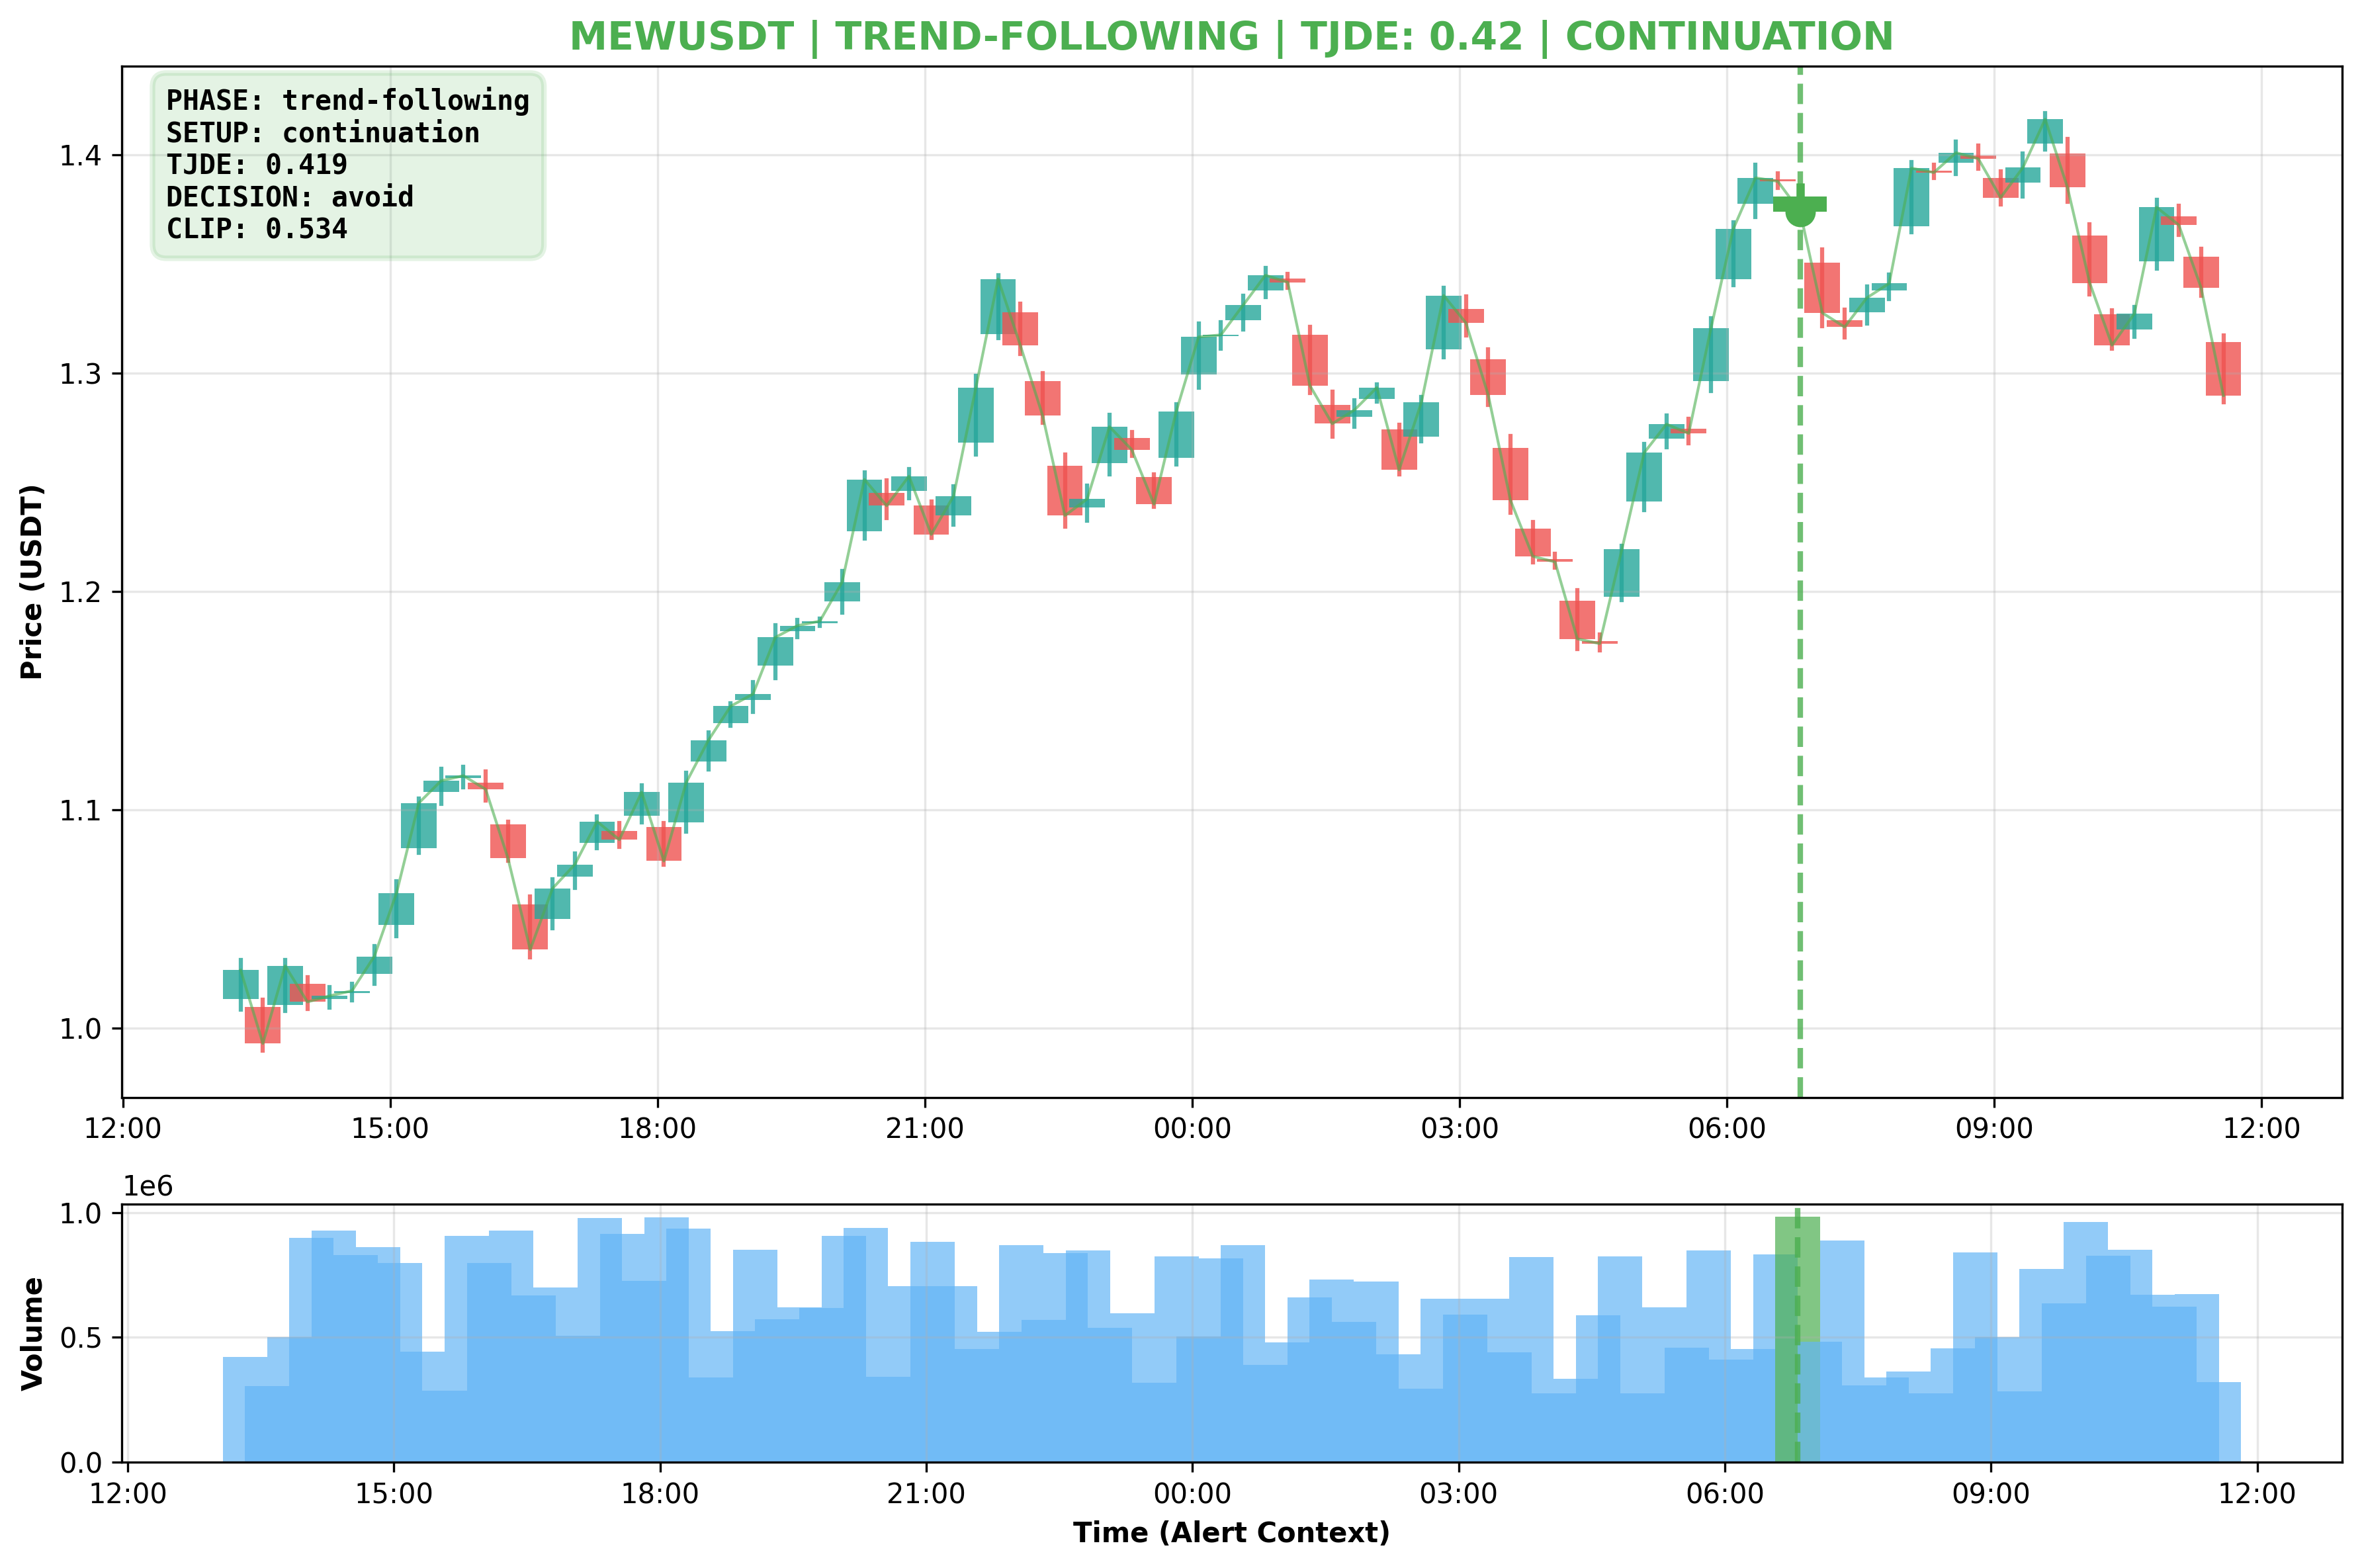 MEWUSDT | TREND-FOLLOWING | TJDE: 0.42 | CONTINUATION
PHASE: trend-following
SETUP: continuation
TJDE: 0.419
DECISION: avoid
CLIP: 0.534
Price (USDT)
1.4
1.3
1.2
1.1
1.0
12:00 15:00 18:00 21:00 00:00 03:00 06:00 09:00 12:00
1e6
Volume
1.0
0.5
0.0
12:00 15:00 18:00 21:00 00:00 03:00 06:00 09:00 12:00
Time (Alert Context)